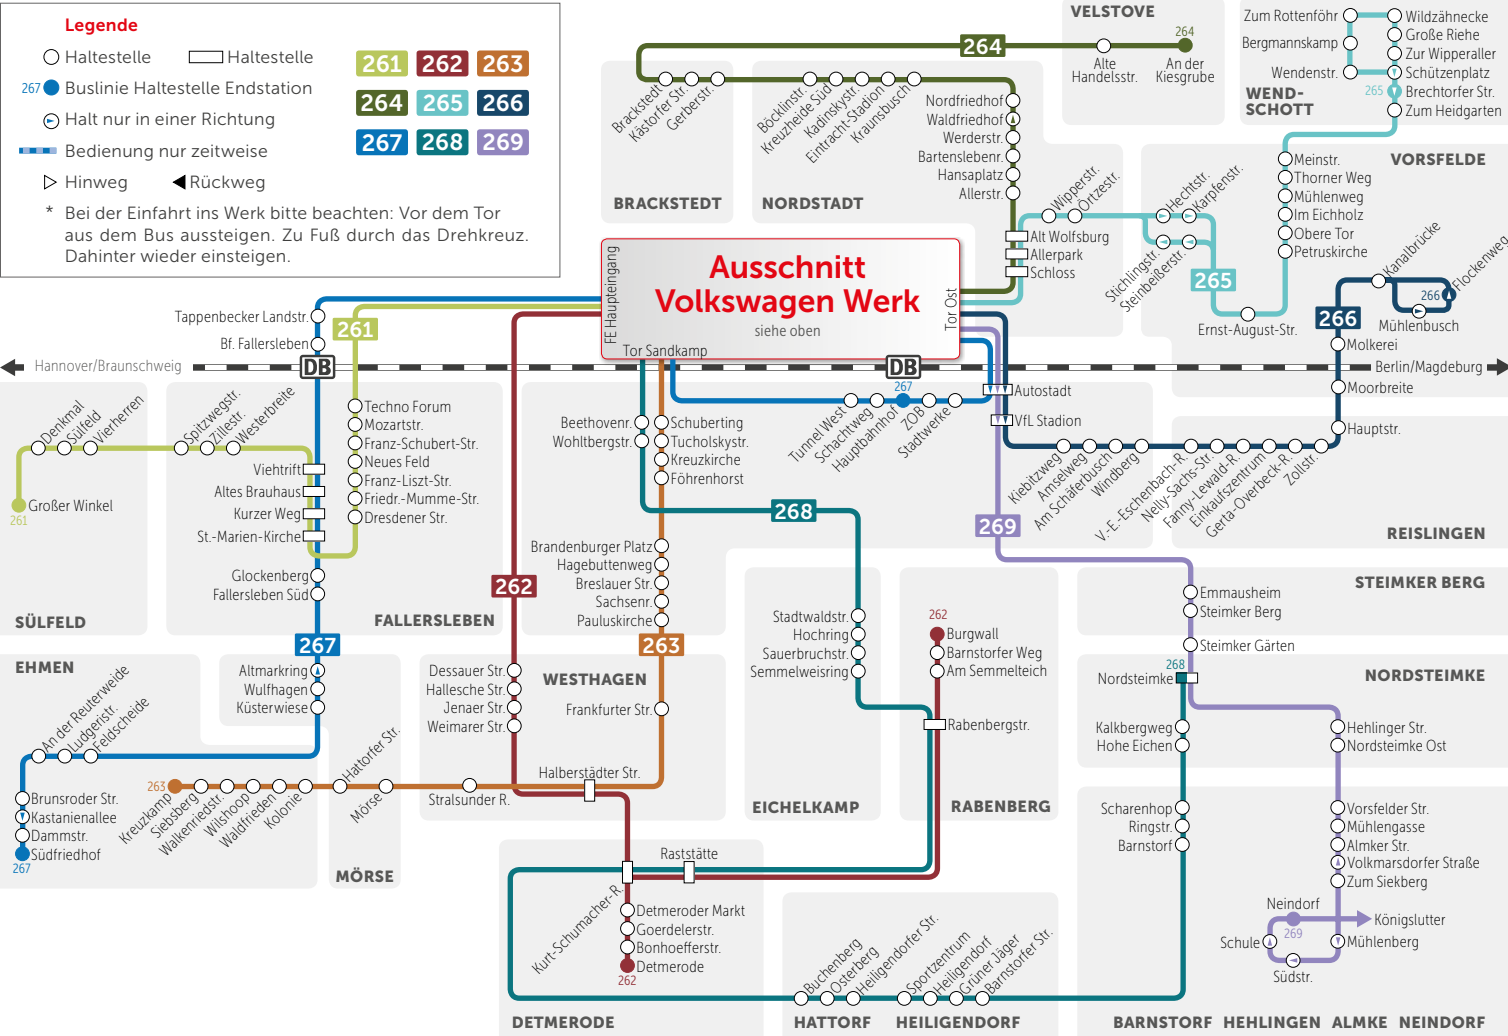 Legende
Haltestelle
Haltestelle
267 Buslinie Haltestelle Endstation
Halt nur in einer Richtung
Bedienung nur zeitweise
Hinweg
Rückweg
* Bei der Einfahrt ins Werk bitte beachten: Vor dem Tor
aus dem Bus aussteigen. Zu Fuß durch das Drehkreuz.
Dahinter wieder einsteigen.
261 262 263
264 265 266
267 268 269
VELSTOVE
264
264
Alte
Handelsstr.
An der
Kiesgrube
Brackstedt
Kästorfer Str.
Gerberstr.
BRACKSTEDT
Böcklinstr.
Kreuzheide Süd
Kadinkystr.
Eintracht-Stadion
Kraunsbusch
Nordfriedhof
Waldfriedhof
Werderstr.
Bartenslebenr.
Hansaplatz
Allerstr.
NORDSTADT
Zum Rottenföhr
Bergmannskamp
Wendenstr.
Wildzähnecke
Große Riehe
Zur Wipperaller
Schützenplatz
265
Brechtorfer Str.
Zum Heidgarten
WEND-
SCHOTT
VORSFELDE
Meinstr.
Thorner Weg
Mühlenweg
Im Eichholz
Obere Tor
Petruskirche
Wipperstr.
Ortzestr.
Hechtstr.
Karpfenstr.
Stichlingstr.
Steinbeißerstr.
265
Ernst-August-Str.
Alt Wolfsburg
Allerpark
Schloss
Ausschnitt
Volkswagen Werk
siehe oben
FE Haupteingang
Tor Ost
Tor Sandkamp
Kanalbrücke
Flockenweg
266
Mühlenbusch
266
Molkerei
Moorbreite
Hauptstr.
Hannover/Braunschweig
Berlin/Magdeburg
DB
DB
Tappenbecker Landstr.
Bf. Fallersleben
261
Techno Forum
Mozartstr.
Franz-Schubert-Str.
Neues Feld
Franz-Liszt-Str.
Friedr.-Mumme-Str.
Dresdener Str.
Denkmal
Sülfeld
Vierherren
Spitzwegstr.
Zillestr.
Westerbreite
Großer Winkel
261
Viehtrift
Altes Brauhaus
Kurzer Weg
St.-Marien-Kirche
Glockenberg
Fallersleben Süd
SÜLFELD
FALLERSLEBEN
267
Altmarkring
Wulfhagen
Küsterwiese
EHMEN
An der Reuterweide
Ludgeristr.
Feldscheide
Brunsroder Str.
Kastanienallee
Dammstr.
Südfriedhof
267
263
Kreuzkamp
Siebsberg
Walkenriedstr.
Wilshoop
Waldfrieden
Kolonie
Hattorfer Str.
Mörse
MÖRSE
Beethovenr.
Wohltbergstr.
Schuberting
Tucholskystr.
Kreuzkirche
Föhrenhorst
Brandenburger Platz
Hagebuttenweg
Breslauer Str.
Sachsenr.
Pauluskirche
262
263
Dessauer Str.
Hallesche Str.
Jenaer Str.
Weimarer Str.
WESTHAGEN
Frankfurter Str.
Halberstädter Str.
Stralsunder R.
Tunnel West
Schachtweg
Hauptbahnhof
267
ZOB
Stadtwerke
Autostadt
VfL Stadion
Kiebitzweg
Amselweg
Am Schäferbusch
Windberg
V.-E.-Eschenbach-R.
Nelly-Sachs-Str.
Fanny-Lewald-R.
Einkaufszentrum
Gerta-Overbeck-R.
Zollstr.
REISLINGEN
268
269
Stadtwaldstr.
Hochring
Sauerbruchstr.
Semmelweisring
EICHELKAMP
262
Burgwall
Barnstorfer Weg
Am Semmelteich
Rabenbergstr.
RABENBERG
Raststätte
Kurt-Schumacher-R.
Detmeroder Markt
Goerdelerstr.
Bonhoefferstr.
Detmerode
262
DETMERODE
Buchenberg
Osterberg
Heiligendorfer Str.
Sportzentrum
Heiligendorf
Grüner Jäger
Barnstorfer Str.
HATTORF
HEILIGENDORF
STEIMKER BERG
Emmausheim
Steimker Berg
Steimker Gärten
268
Nordsteimke
NORDSTEIMKE
Kalkbergweg
Hohe Eichen
Hehlinger Str.
Nordsteimke Ost
Scharenhop
Ringstr.
Barnstorf
Vorsfelder Str.
Mühlengasse
Almker Str.
Volkmarsdorfer Straße
Zum Siekberg
Neindorf
269
Königslutter
Schule
Mühlenberg
Südstr.
BARNSTORF
HEHLINGEN
ALMKE
NEINDORF